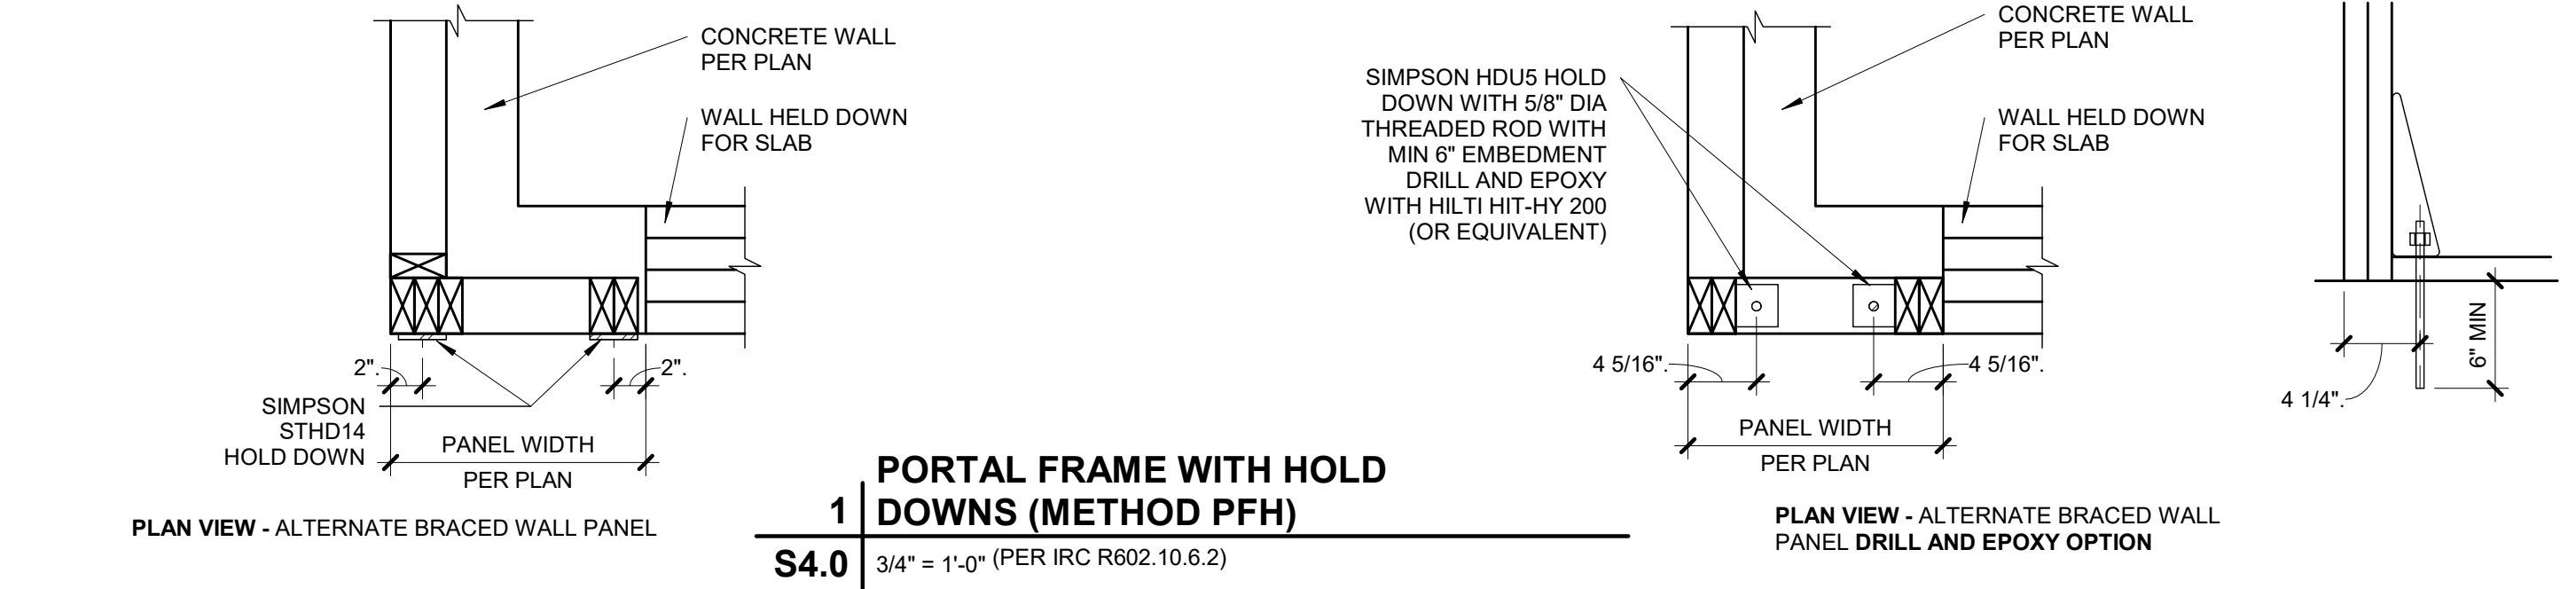 CONCRETE WALL
PER PLAN
WALL HELD DOWN
FOR SLAB
2".
2".
SIMPSON
STHD14
HOLD DOWN
PANEL WIDTH
PER PLAN
PLAN VIEW - ALTERNATE BRACED WALL PANEL
1
PORTAL FRAME WITH HOLD
DOWNS (METHOD PFH)
S4.0
3/4" = 1'-0" (PER IRC R602.10.6.2)
SIMPSON HDU5 HOLD
DOWN WITH 5/8" DIA
THREADED ROD WITH
MIN 6" EMBEDMENT
DRILL AND EPOXY
WITH HILTI HIT-HY 200
(OR EQUIVALENT)
CONCRETE WALL
PER PLAN
WALL HELD DOWN
FOR SLAB
4 5/16".
4 5/16".
PANEL WIDTH
PER PLAN
PLAN VIEW - ALTERNATE BRACED WALL
PANEL DRILL AND EPOXY OPTION
4 1/4".
6" MIN